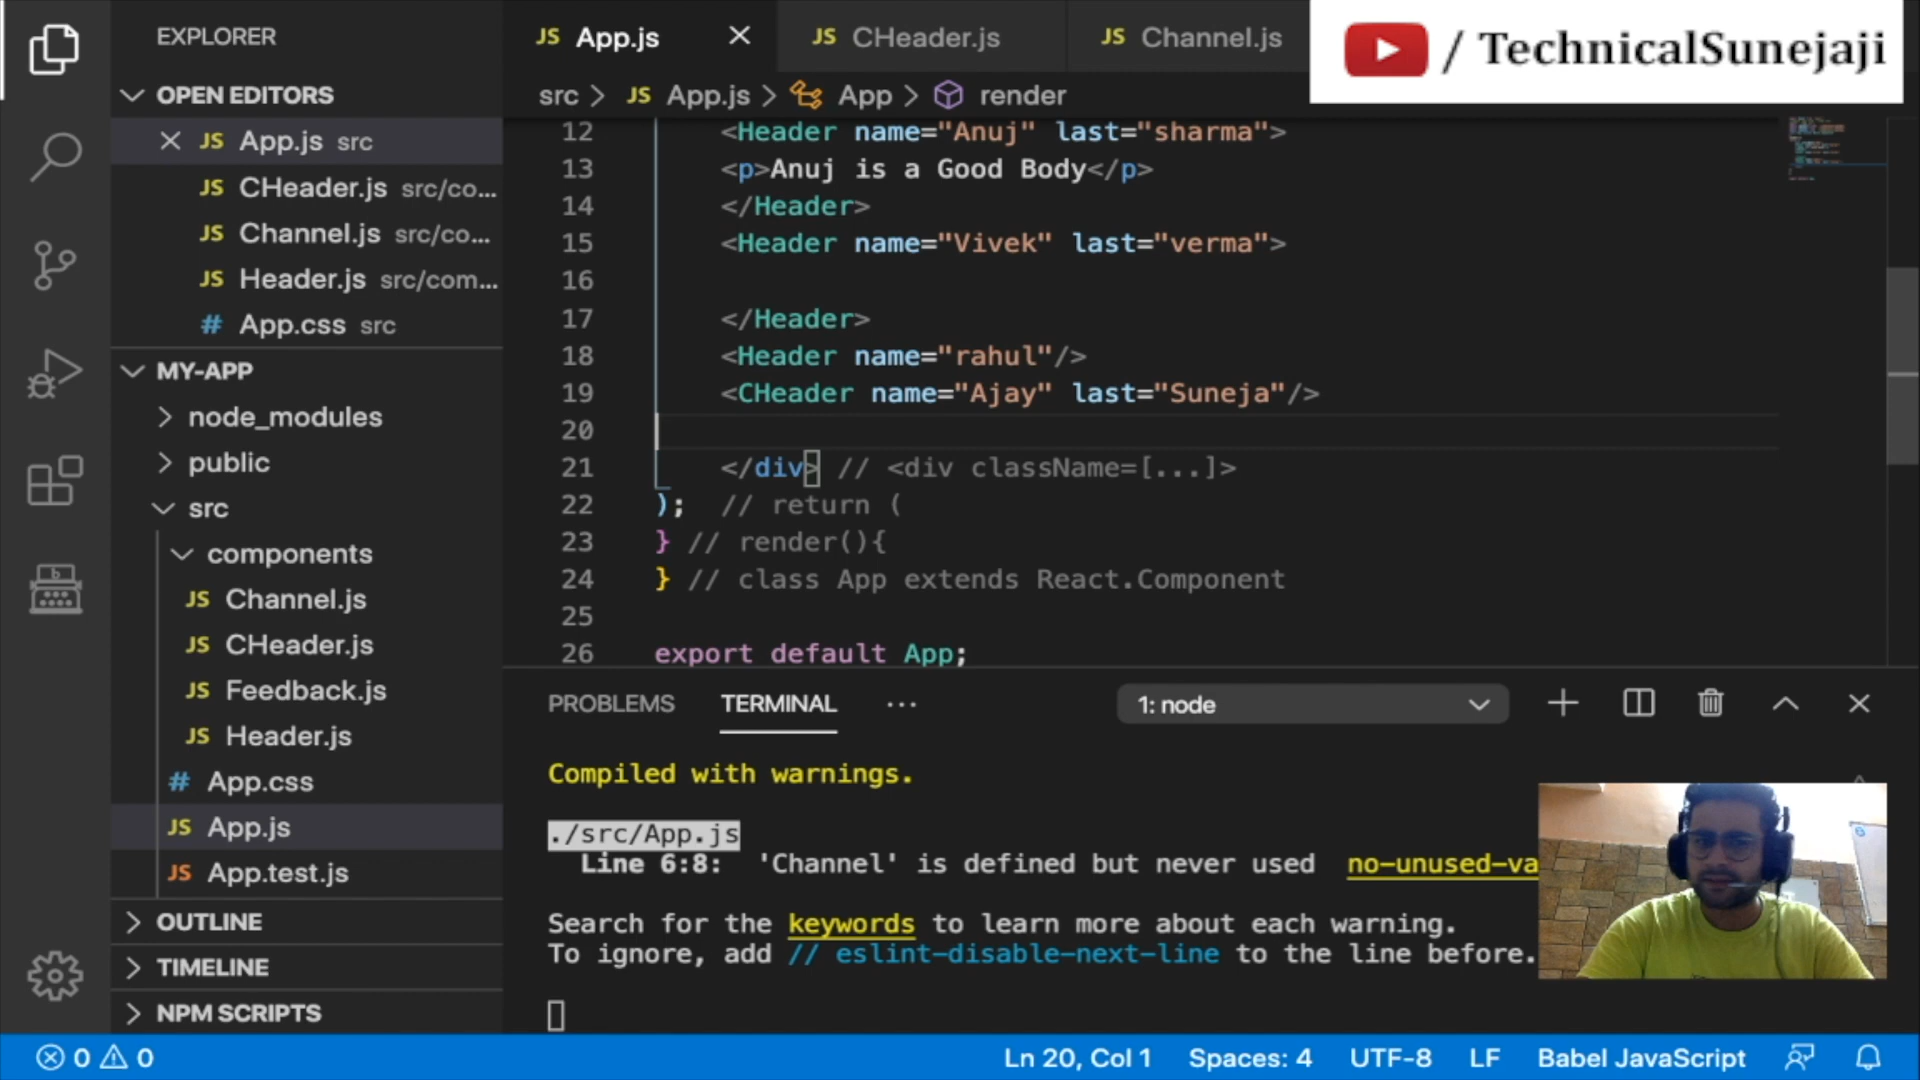 EXPLORER
OPEN EDITORS
JS App.js src
JS CHeader.js src/co...
JS Channel.js src/co...
JS Header.js src/com...
# App.css src
MY-APP
node_modules
public
src
components
JS Channel.js
JS CHeader.js
JS Feedback.js
JS Header.js
# App.css
JS App.js
JS App.test.js
OUTLINE
TIMELINE
NPM SCRIPTS
JS App.js
JS CHeader.js
JS Channel.js
/ TechnicalSunejaji
src > JS App.js > App > render
12 <Header name="Anuj" last="sharma">
13 <p>Anuj is a Good Body</p>
14 </Header>
15 <Header name="Vivek" last="verma">
16
17 </Header>
18 <Header name="rahul"/>
19 <CHeader name="Ajay" last="Suneja"/>
20
21 </div> // <div className=[...]>
22 ); // return (
23 } // render(){
24 } // class App extends React.Component
25
26 export default App;
PROBLEMS TERMINAL ... 1: node
Compiled with warnings.
./src/App.js
Line 6:8: 'Channel' is defined but never used no-unused-va
Search for the keywords to learn more about each warning.
To ignore, add // eslint-disable-next-line to the line before.
0 0 Ln 20, Col 1 Spaces: 4 UTF-8 LF Babel JavaScript